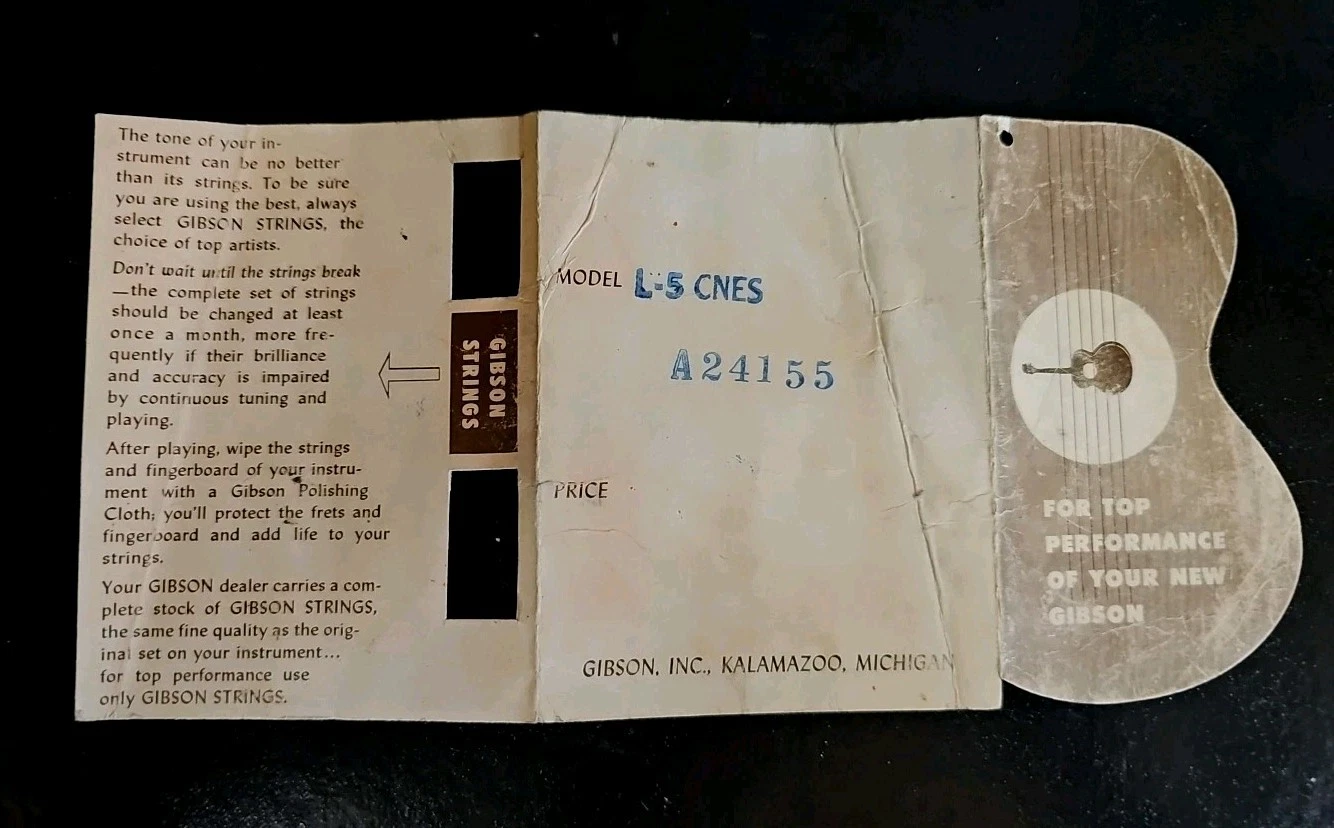 The tone of your in-
strument can be no better
than its strings. To be sure
you are using the best, always
select GIBSON STRINGS, the
choice of top artists.
Don't wait until the strings break
—the complete set of strings
should be changed at least
once a month, more fre-
quently if their brilliance
and accuracy is impaired
by continuous tuning and
playing.
After playing, wipe the strings
and fingerboard of your instru-
ment with a Gibson Polishing
Cloth; you'll protect the frets and
fingerboard and add life to your
strings.
Your GIBSON dealer carries a com-
plete stock of GIBSON STRINGS,
the same fine quality as the orig-
inal set on your instrument...
for top performance use
only GIBSON STRINGS.
GIBSON
STRINGS
MODEL L-5 CNES
A24155
PRICE
GIBSON, INC., KALAMAZOO, MICHIGAN
FOR TOP
PERFORMANCE
OF YOUR NEW
GIBSON